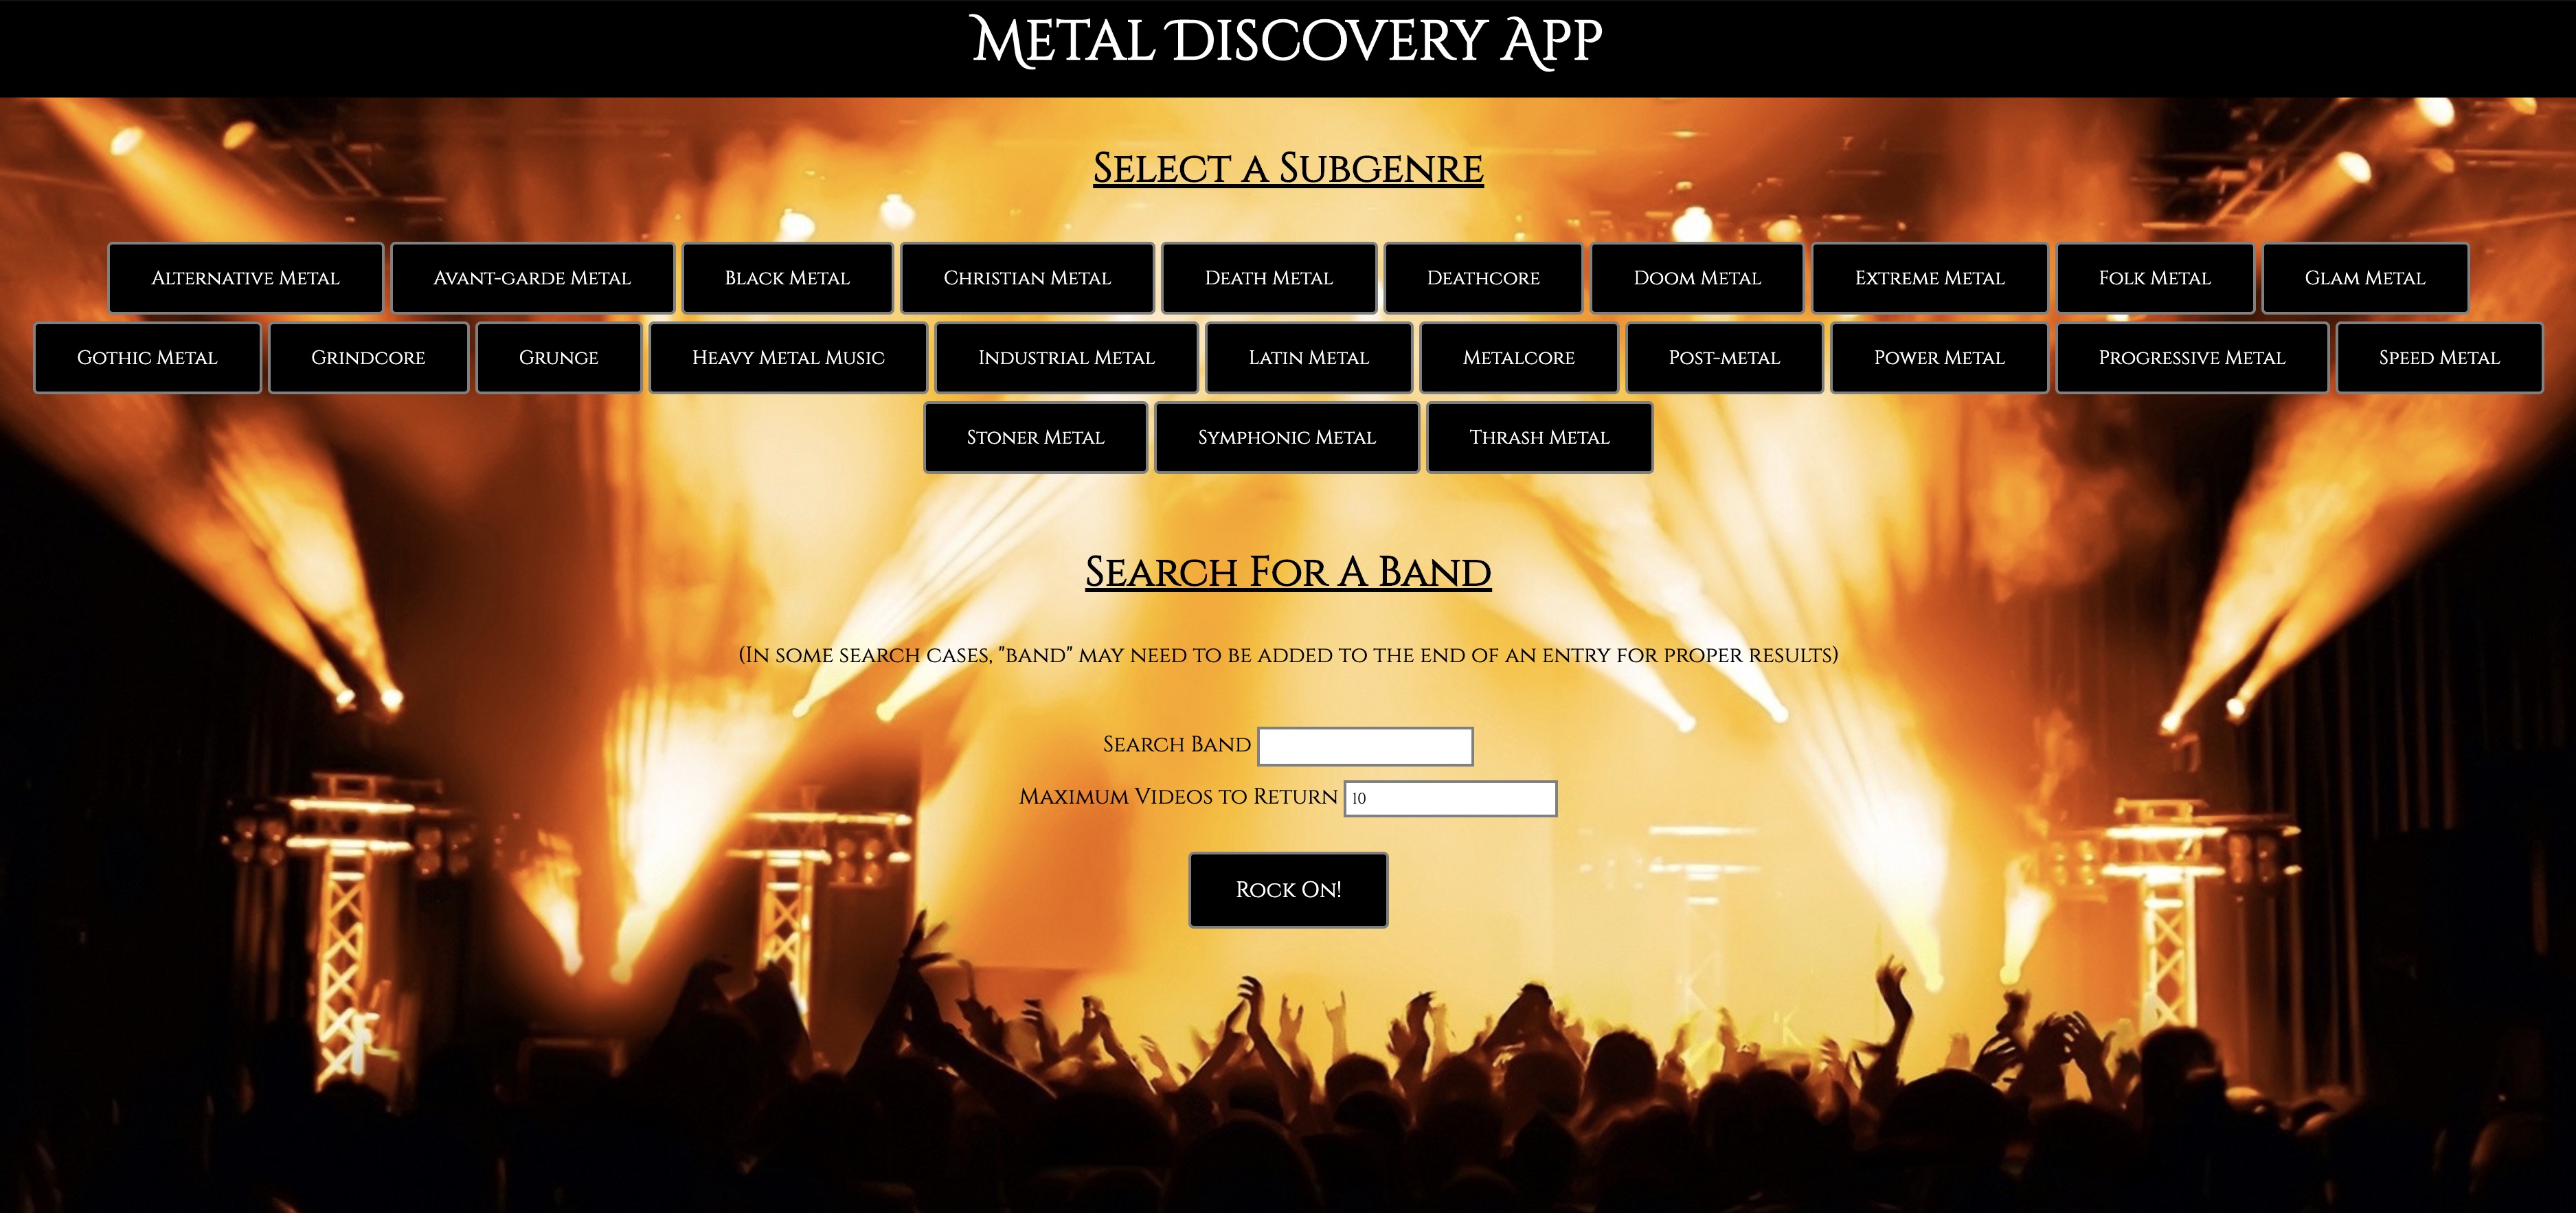 Metal Discovery App
Select a Subgenre
Alternative Metal Avant-garde Metal Black Metal Christian Metal Death Metal Deathcore Doom Metal Extreme Metal Folk Metal Glam Metal
Gothic Metal Grindcore Grunge Heavy Metal Music Industrial Metal Latin Metal Metalcore Post-metal Power Metal Progressive Metal Speed Metal
Stoner Metal Symphonic Metal Thrash Metal
Search For A Band
(In some search cases, "band" may need to be added to the end of an entry for proper results)
Search Band
Maximum Videos to Return 10
Rock On!